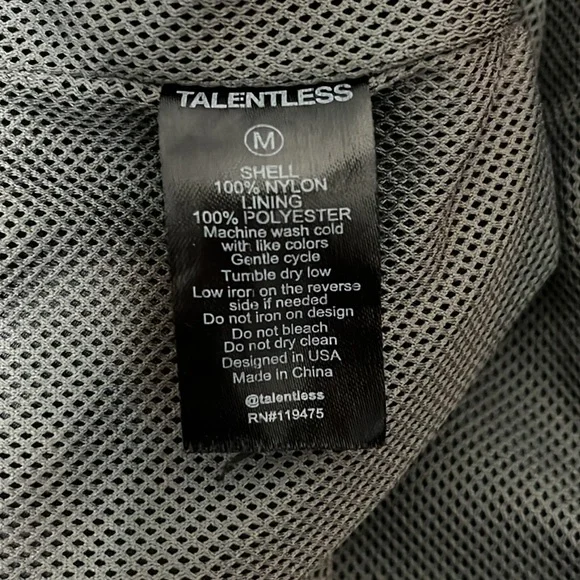 TALENTLESS
M
SHELL
100% NYLON
LINING
100% POLYESTER
Machine wash cold
with like colors
Gentle cycle
Tumble dry low
Low iron on the reverse
side if needed
Do not iron on design
Do not bleach
Do not dry clean
Designed in USA
Made in China
@talentless
RN#119475